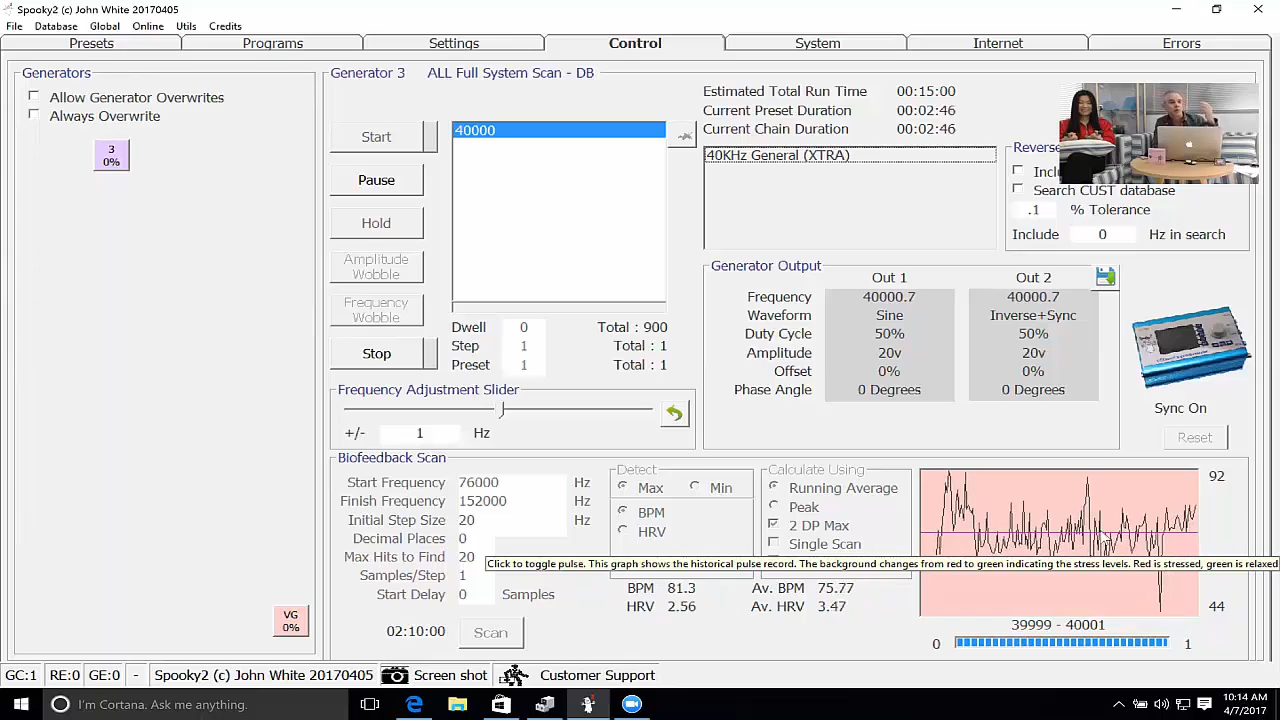 Spooky2 (c) John White 20170405
File Database Global Online Utils Credits
Presets Programs Settings Control System Internet Errors
Generators
Allow Generator Overwrites
Always Overwrite
3
0%
VG
0%
Generator 3 ALL Full System Scan - DB
Start
Pause
Hold
Amplitude
Wobble
Frequency
Wobble
Stop
40000
Dwell 0 Total : 900
Step 1 Total : 1
Preset 1 Total : 1
Estimated Total Run Time 00:15:00
Current Preset Duration 00:02:46
Current Chain Duration 00:02:46
40KHz General (XTRA)
Search CUST database
.1 % Tolerance
Include 0 Hz in search
Frequency Adjustment Slider
+/- 1 Hz
Generator Output
Out 1 Out 2
Frequency 40000.7 40000.7
Waveform Sine Inverse+Sync
Duty Cycle 50% 50%
Amplitude 20v 20v
Offset 0% 0%
Phase Angle 0 Degrees 0 Degrees
Sync On
Reset
Biofeedback Scan
Start Frequency 76000 Hz
Finish Frequency 152000 Hz
Initial Step Size 20 Hz
Decimal Places 0
Max Hits to Find 20
Samples/Step 1
Start Delay 0 Samples
02:10:00 Scan
Detect
Max Min
BPM
HRV
Calculate Using
Running Average
Peak
2 DP Max
Single Scan
Click to toggle pulse. This graph shows the historical pulse record. The background changes from red to green indicating the stress levels. Red is stressed, green is relaxed
BPM 81.3 Av. BPM 75.77
HRV 2.56 Av. HRV 3.47
92
44
39999 - 40001
0 1
GC:1 RE:0 GE:0 - Spooky2 (c) John White 20170405 Screen shot Customer Support
I'm Cortana. Ask me anything.
10:14 AM
4/7/2017